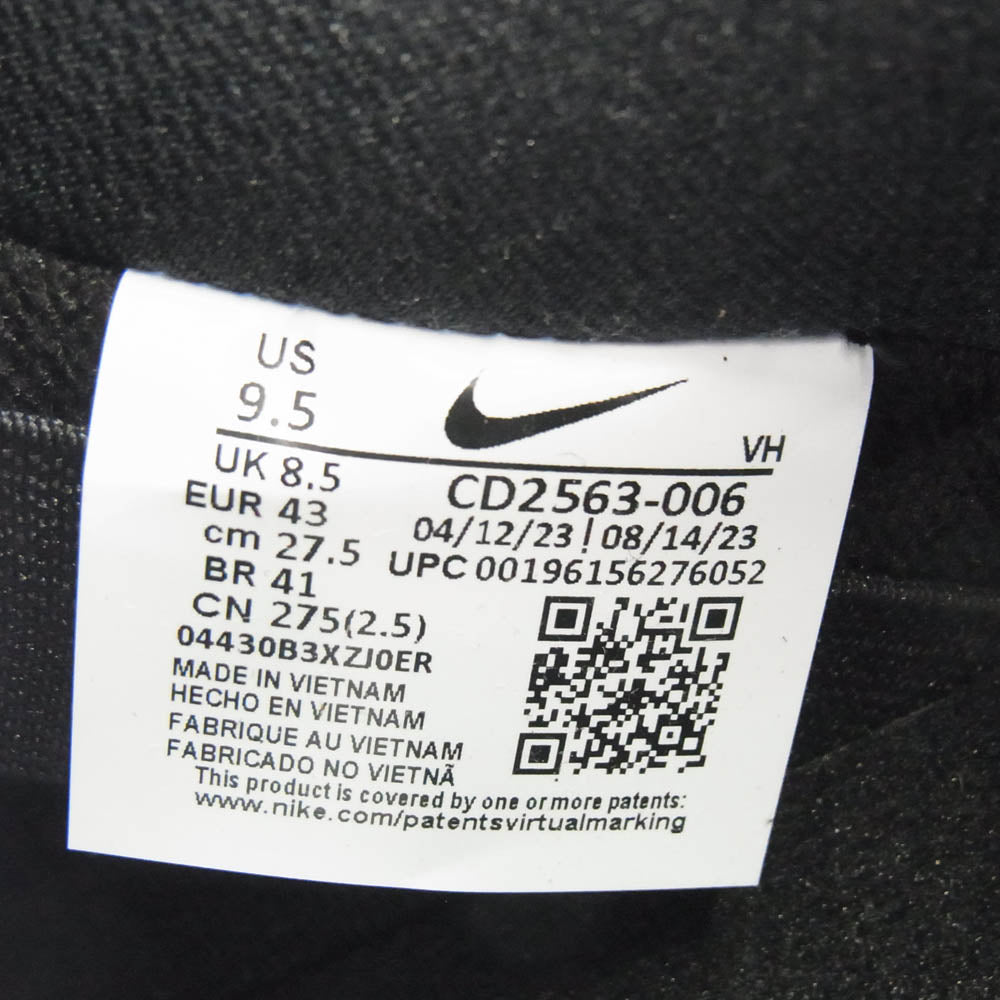 US
9.5
VH
UK 8.5
EUR 43
cm 27.5
BR 41
CN 275(2.5)
CD2563-006
04/12/23 | 08/14/23
UPC 00196156276052
04430B3XZJ0ER
MADE IN VIETNAM
HECHO EN VIETNAM
FABRIQUE AU VIETNAM
FABRICADO NO VIETNÃ
This product is covered by one or more patents:
www.nike.com/patentsvirtualmarking